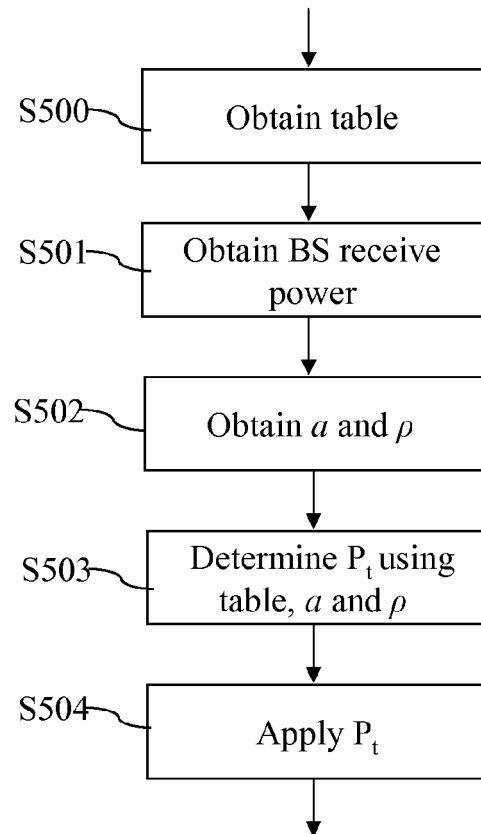 S500
Obtain table
S501
Obtain BS receive
power
S502
Obtain a and ρ
S503
Determine Pt using
table, a and ρ
S504
Apply Pt